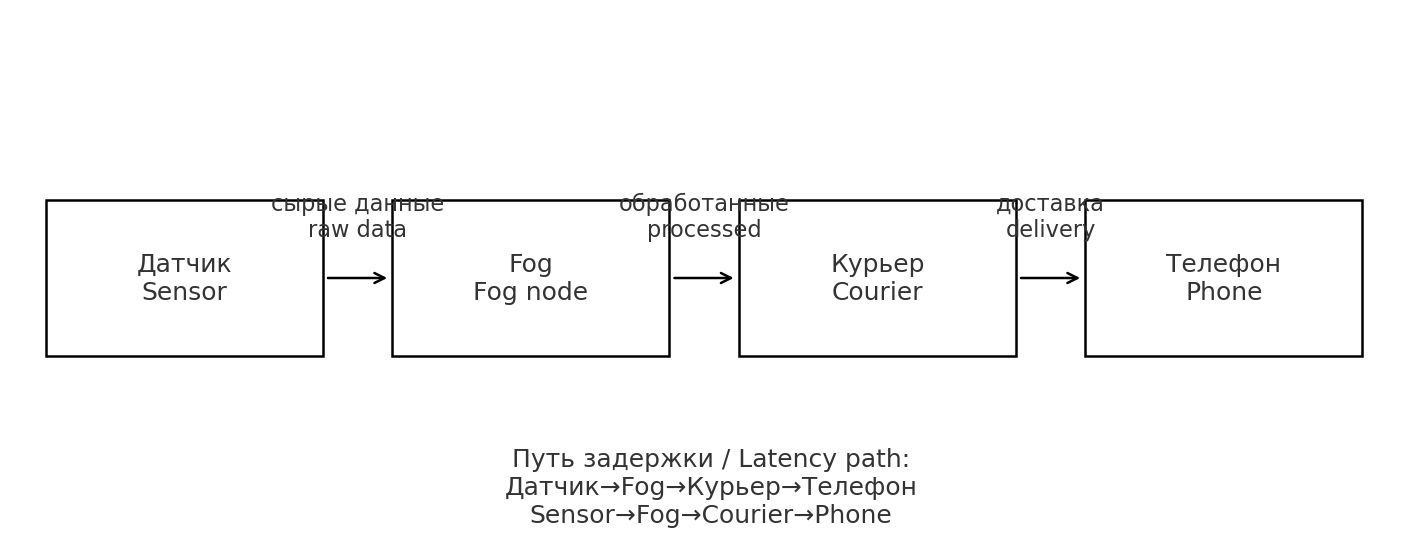 сырые данные
raw data
обработанные
processed
доставка
delivery
Датчик
Sensor
Fog
Fog node
Курьер
Courier
Телефон
Phone
Путь задержки / Latency path:
Датчик→Fog→Курьер→Телефон
Sensor→Fog→Courier→Phone